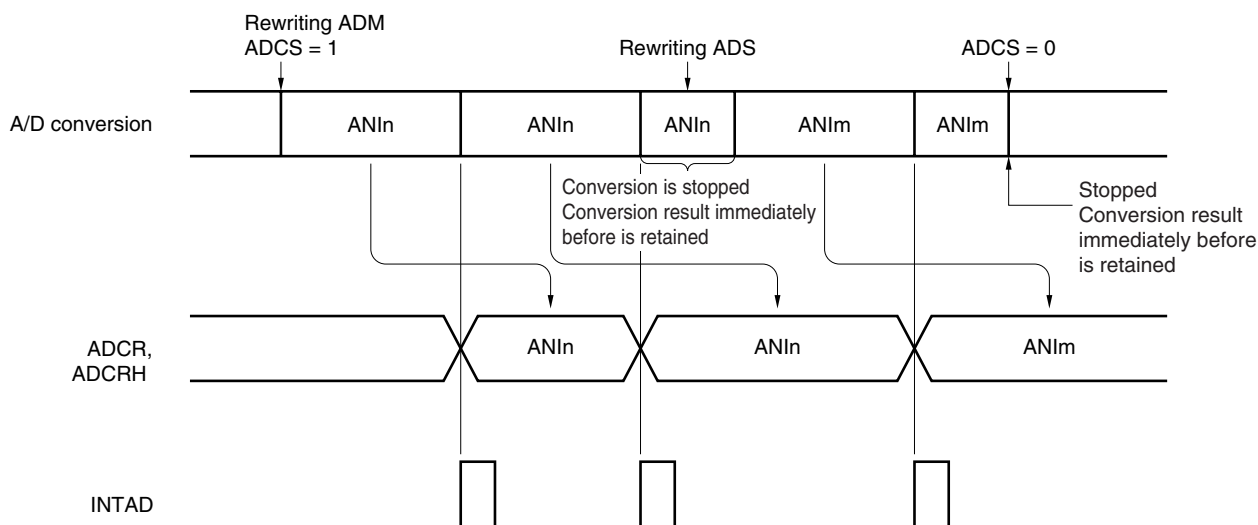 Rewriting ADM
ADCS = 1
Rewriting ADS
ADCS = 0
A/D conversion
ANIn
ANIn
ANIn
ANIm
ANIm
Conversion is stopped
Conversion result immediately
before is retained
Stopped
Conversion result
immediately before
is retained
ADCR,
ADCRH
ANIn
ANIn
ANIm
INTAD